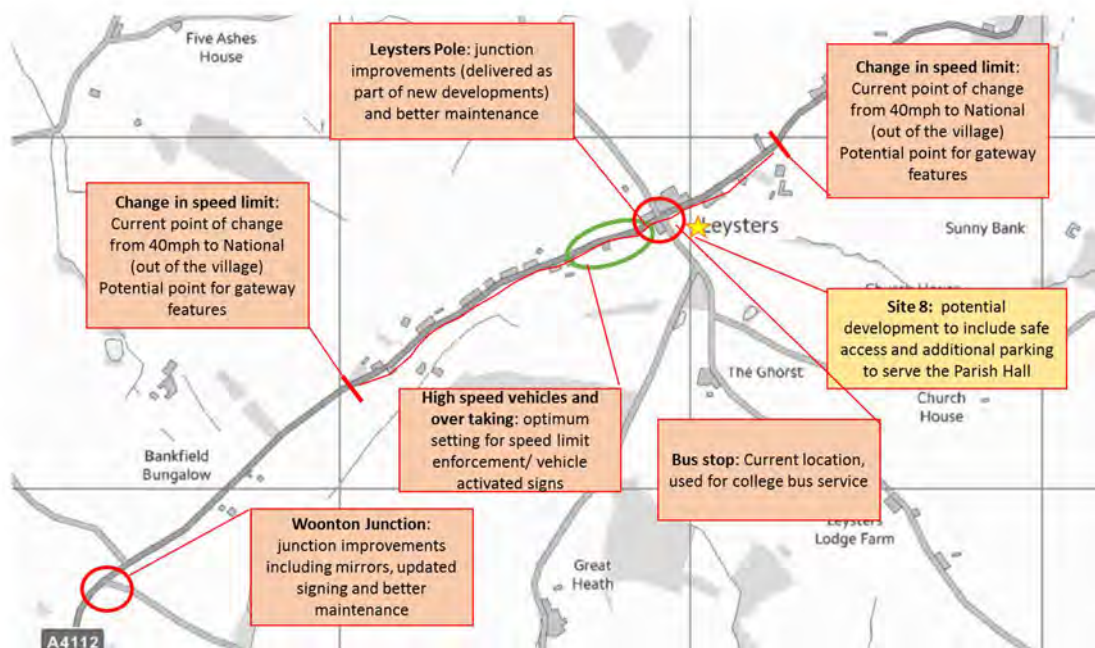 Five Ashes
House
Leysters Pole: junction
improvements (delivered as
part of new developments)
and better maintenance
Change in speed limit:
Current point of change
from 40mph to National
(out of the village)
Potential point for gateway
features
Change in speed limit:
Current point of change
from 40mph to National
(out of the village)
Potential point for gateway
features
Leysters
Sunny Bank
Church House
Site 8: potential
development to include safe
access and additional parking
to serve the Parish Hall
The Ghorst
Church
House
High speed vehicles and
over taking: optimum
setting for speed limit
enforcement/ vehicle
activated signs
Bus stop: Current location,
used for college bus service
Bankfield
Bungalow
Leysters
Lodge Farm
Woonton Junction:
junction improvements
including mirrors, updated
signing and better
maintenance
Great
Heath
A4112